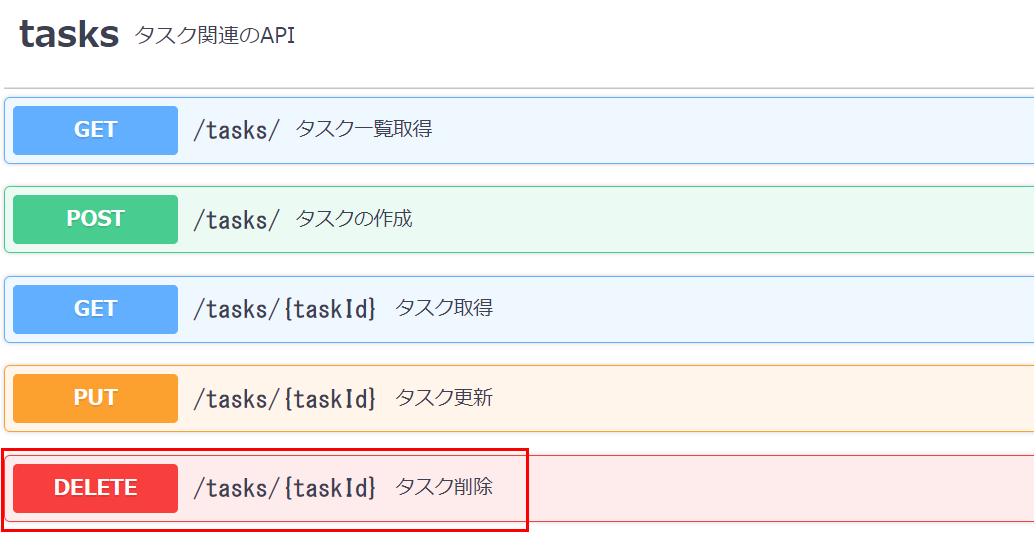 tasks タスク関連のAPI
GET /tasks/ タスク一覧取得
POST /tasks/ タスクの作成
GET /tasks/{taskId} タスク取得
PUT /tasks/{taskId} タスク更新
DELETE /tasks/{taskId} タスク削除